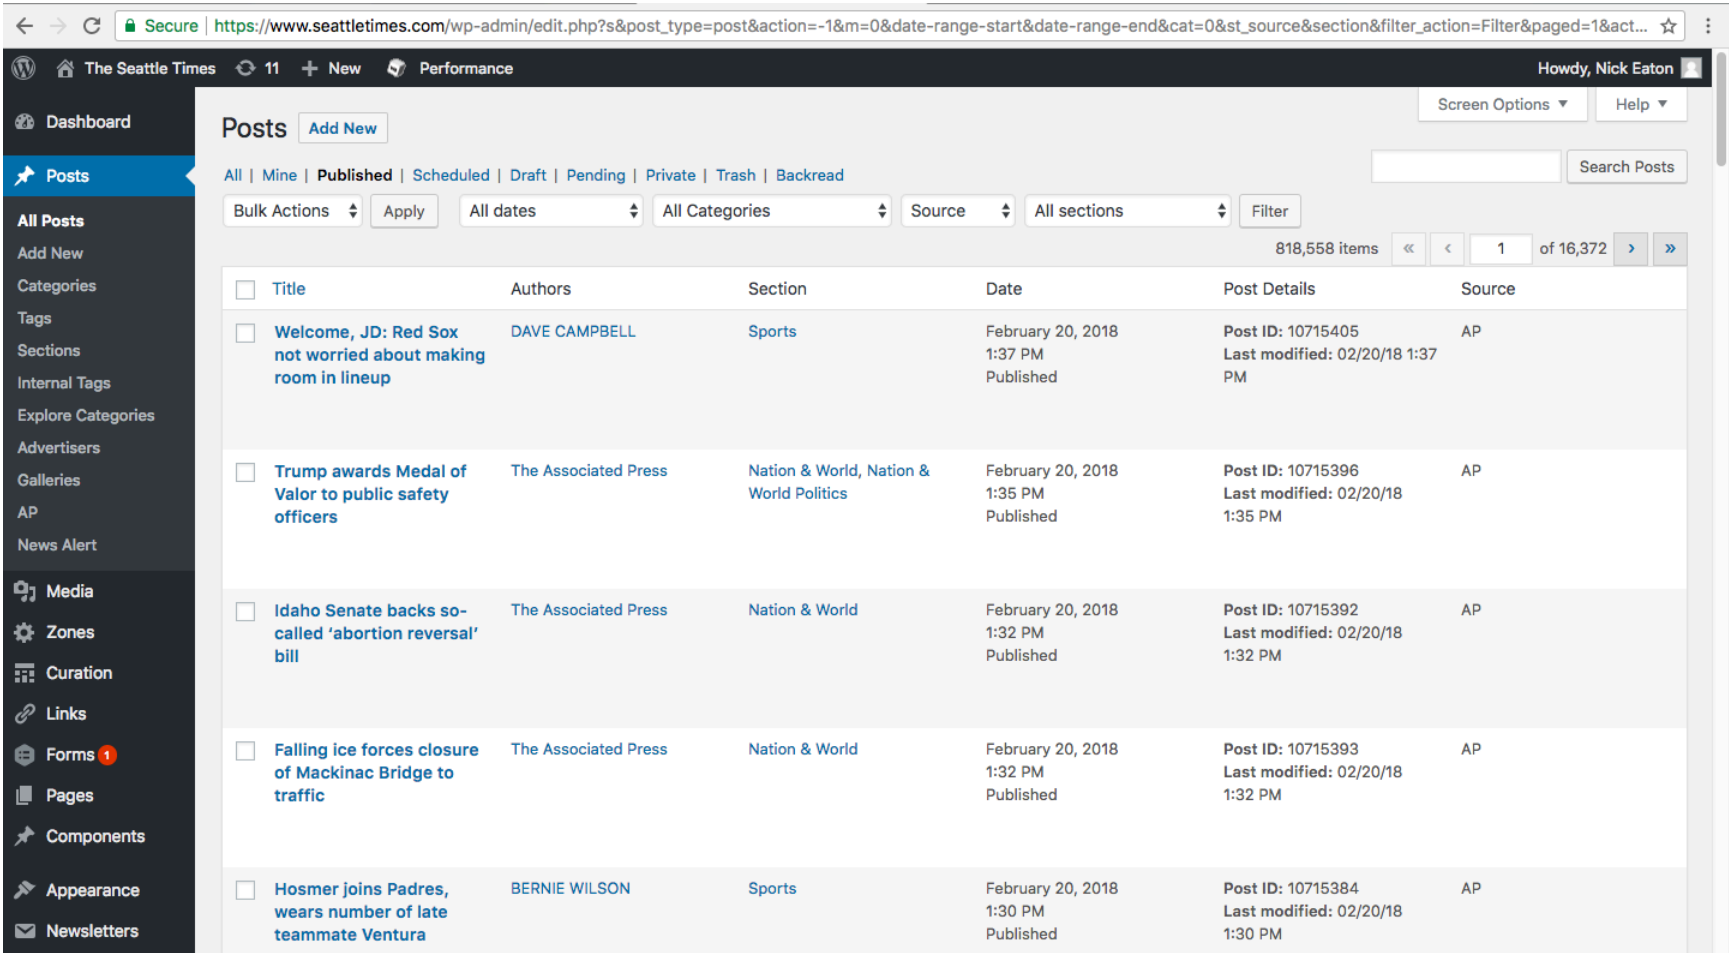 Secure https://www.seattletimes.com/wp-admin/edit.php?s&post_type=post&action=-1&m=0&date-range-start&date-range-end&cat=0&st_source&section&filter_action=Filter&paged=1&act...
The Seattle Times 11 + New Performance Howdy, Nick Eaton
Screen Options Help
Dashboard
Posts Add New
Posts
All | Mine | Published | Scheduled | Draft | Pending | Private | Trash | Backread Search Posts
Bulk Actions Apply All dates All Categories Source All sections Filter
818,558 items « ‹ 1 of 16,372 › »
All Posts
Add New
Categories
Tags
Sections
Internal Tags
Explore Categories
Advertisers
Galleries
AP
News Alert
Media
Zones
Curation
Links
Forms 1
Pages
Components
Appearance
Newsletters
Title Authors Section Date Post Details Source
Welcome, JD: Red Sox DAVE CAMPBELL Sports February 20, 2018 Post ID: 10715405 AP
not worried about making 1:37 PM Last modified: 02/20/18 1:37
room in lineup Published PM
Trump awards Medal of The Associated Press Nation & World, Nation & February 20, 2018 Post ID: 10715396 AP
Valor to public safety World Politics 1:35 PM Last modified: 02/20/18
officers Published 1:35 PM
Idaho Senate backs so- The Associated Press Nation & World February 20, 2018 Post ID: 10715392 AP
called ‘abortion reversal’ 1:32 PM Last modified: 02/20/18
bill Published 1:32 PM
Falling ice forces closure The Associated Press Nation & World February 20, 2018 Post ID: 10715393 AP
of Mackinac Bridge to 1:32 PM Last modified: 02/20/18
traffic Published 1:32 PM
Hosmer joins Padres, BERNIE WILSON Sports February 20, 2018 Post ID: 10715384 AP
wears number of late 1:30 PM Last modified: 02/20/18
teammate Ventura Published 1:30 PM